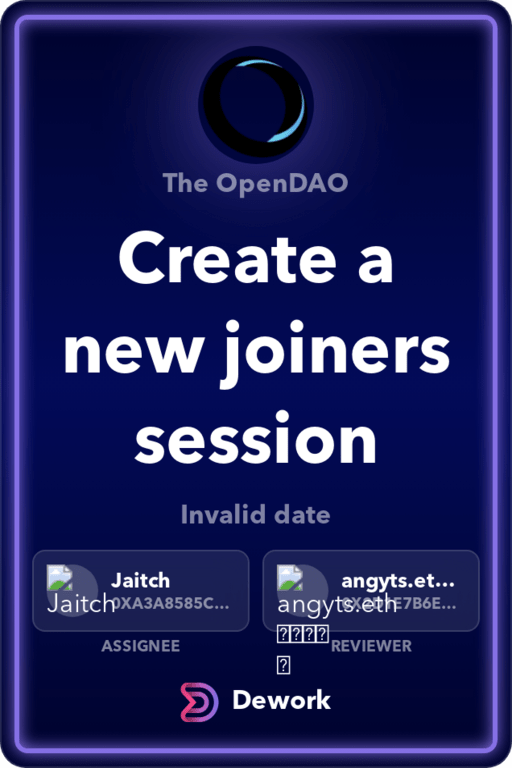 The OpenDAO
Create a
new joiners
session
Invalid date
Jaitch
Jaitch
0XA3A8585C...
ASSIGNEE
angyts.et...
angyts.eth
REVIEWER
Dework